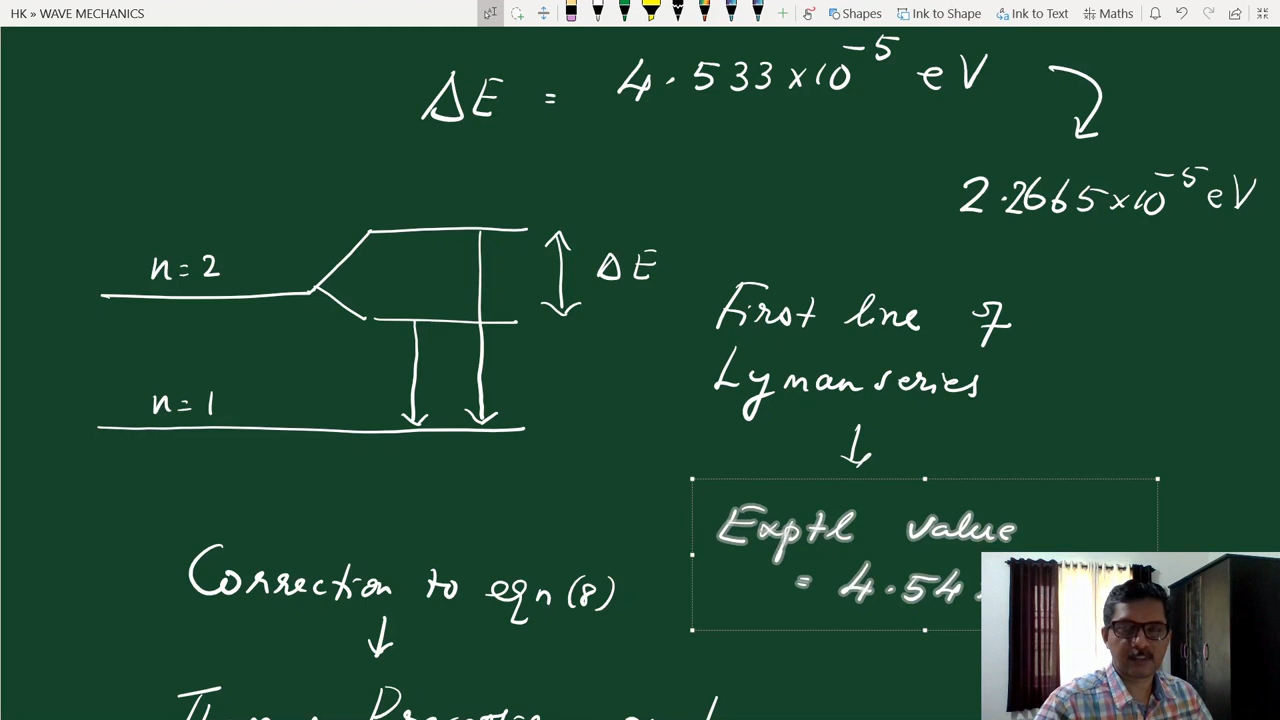 HK » WAVE MECHANICS
Shapes Ink to Shape Ink to Text Maths
ΔE = 4.533×10⁻⁵ eV
2.2665×10⁻⁵ eV
n=2
ΔE
n=1
First line of
Lyman series
Exptl value
= 4.54
Correction to eqn (8)